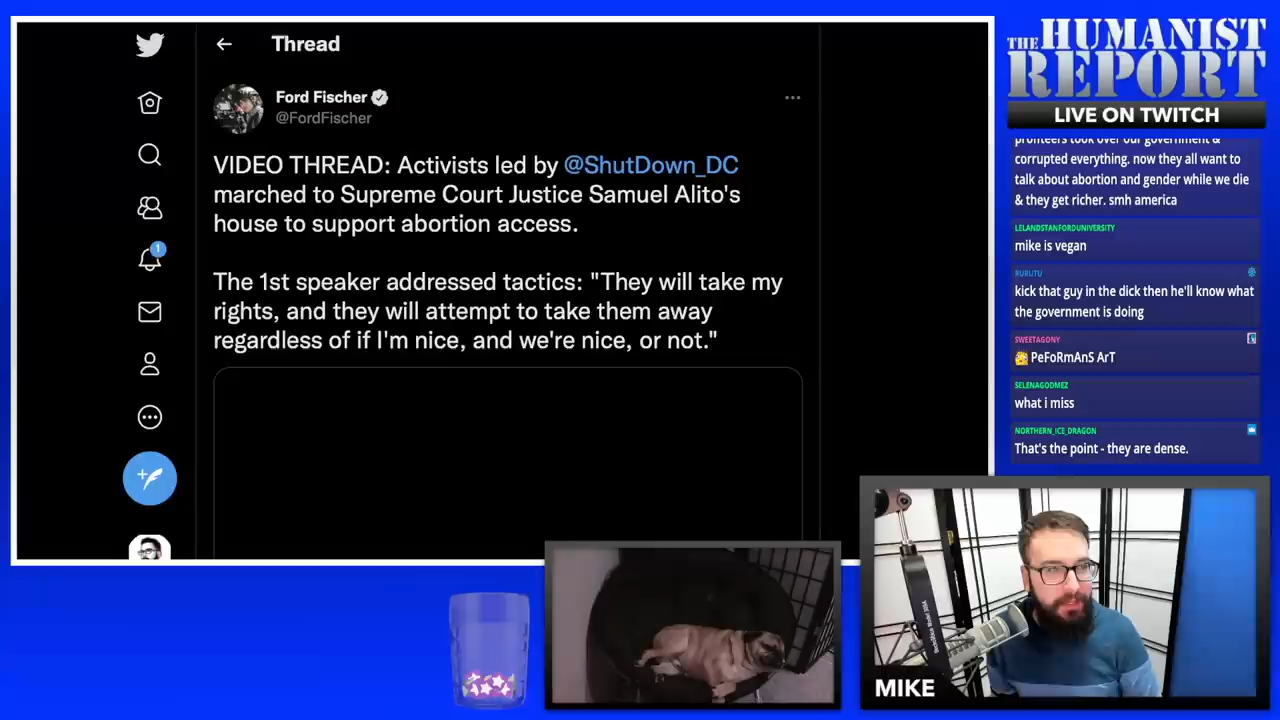 Thread
Ford Fischer
@FordFischer
VIDEO THREAD: Activists led by @ShutDown_DC
marched to Supreme Court Justice Samuel Alito's
house to support abortion access.
The 1st speaker addressed tactics: "They will take my
rights, and they will attempt to take them away
regardless of if I'm nice, and we're nice, or not."
1
THE HUMANIST
REPORT
LIVE ON TWITCH
profiteers took over our government &
corrupted everything. now they all want to
talk about abortion and gender while we die
& they get richer. smh america
LELANDSTANFORDUNIVERSITY
mike is vegan
RURUTU
kick that guy in the dick then he'll know what
the government is doing
SWEETAGONY
PeFoRmAnS ArT
SELENAGODMEZ
what i miss
NORTHERN_ICE_DRAGON
That's the point - they are dense.
MIKE